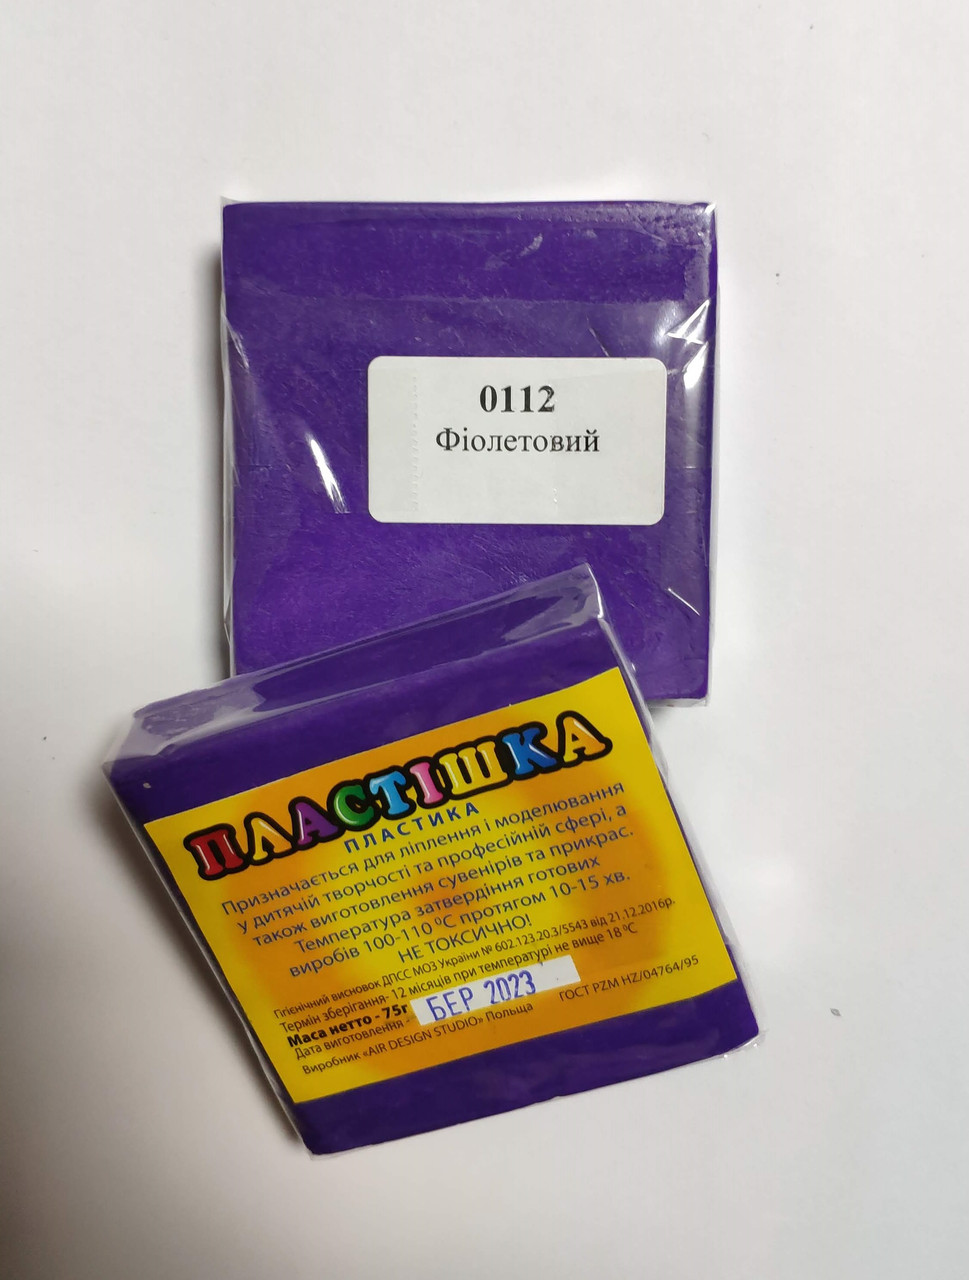 0112
Фіолетовий
ПЛАСТІШКА
ПЛАСТИКА
Призначається для ліплення і моделювання
у дитячій творчості та професійній сфері, а
також виготовлення сувенірів та прикрас.
Температура затвердіння готових
виробів 100-110 ⁰С протягом 10-15 хв.
НЕ ТОКСИЧНО!
Гігієнічний висновок ДПСС МОЗ України № 602.123.20.3/5543 від 21.12.2016р.
Термін зберігання- 12 місяців при температурі не вище 18 ⁰С
Маса нетто - 75г
Дата виготовлення - БЕР 2023
ГОСТ PZM HZ/04764/95
Виробник «AIR DESIGN STUDIO» Польща